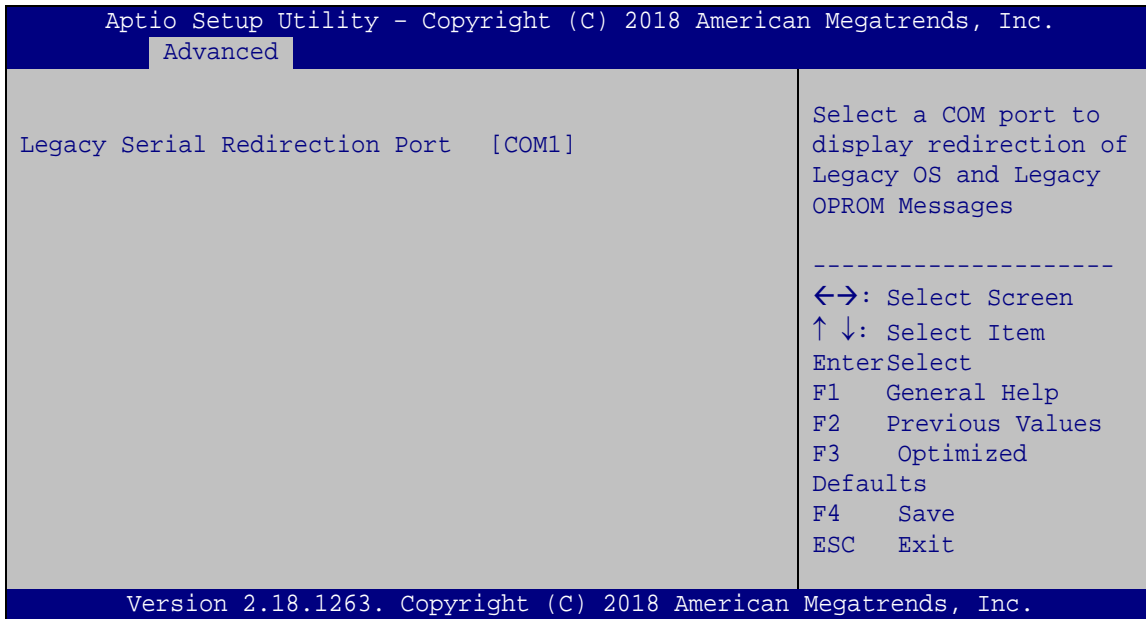 Aptio Setup Utility – Copyright (C) 2018 American Megatrends, Inc.
Advanced
Legacy Serial Redirection Port [COM1]
Select a COM port to
display redirection of
Legacy OS and Legacy
OPROM Messages
---------------------
←→: Select Screen
↑ ↓: Select Item
EnterSelect
F1 General Help
F2 Previous Values
F3 Optimized
Defaults
F4 Save
ESC Exit
Version 2.18.1263. Copyright (C) 2018 American Megatrends, Inc.